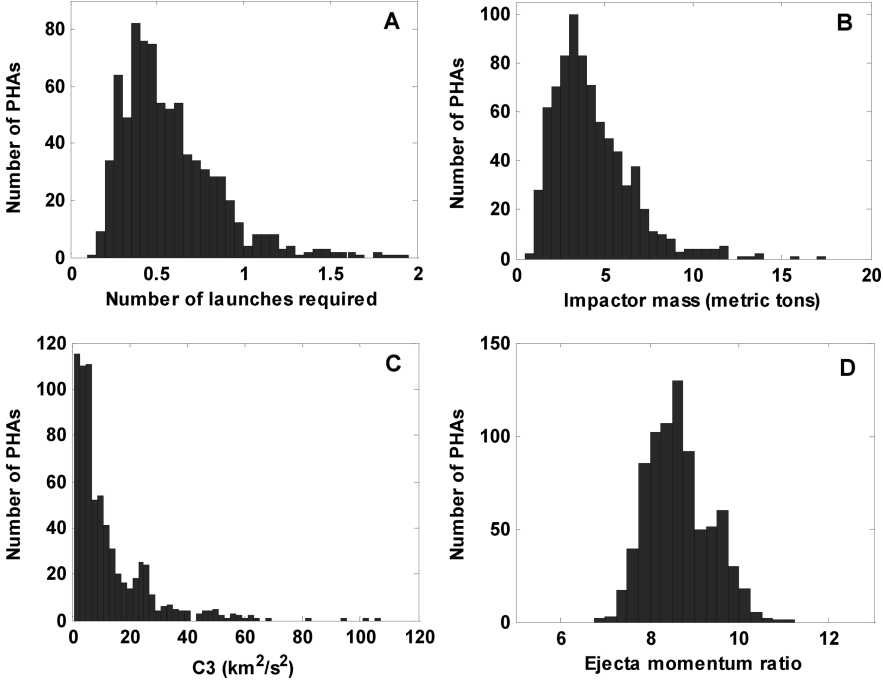 A
Number of PHAs
80
60
40
20
0
0 0.5 1 1.5 2
Number of launches required
B
Number of PHAs
100
80
60
40
20
0
0 5 10 15 20
Impactor mass (metric tons)
C
Number of PHAs
120
100
80
60
40
20
0
0 20 40 60 80 100 120
C3 (km²/s²)
D
Number of PHAs
150
100
50
0
6 8 10 12
Ejecta momentum ratio